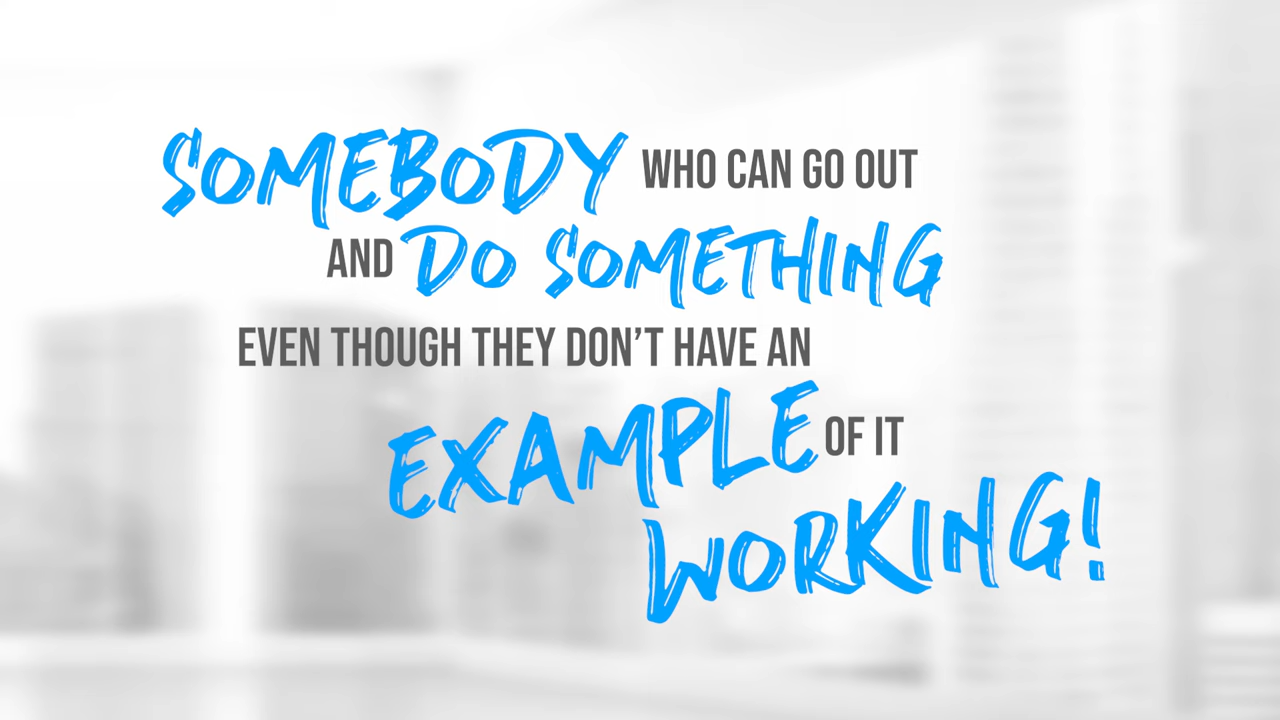 SOMEBODY WHO CAN GO OUT
AND DO SOMETHING
EVEN THOUGH THEY DON'T HAVE AN
EXAMPLE OF IT
WORKING!